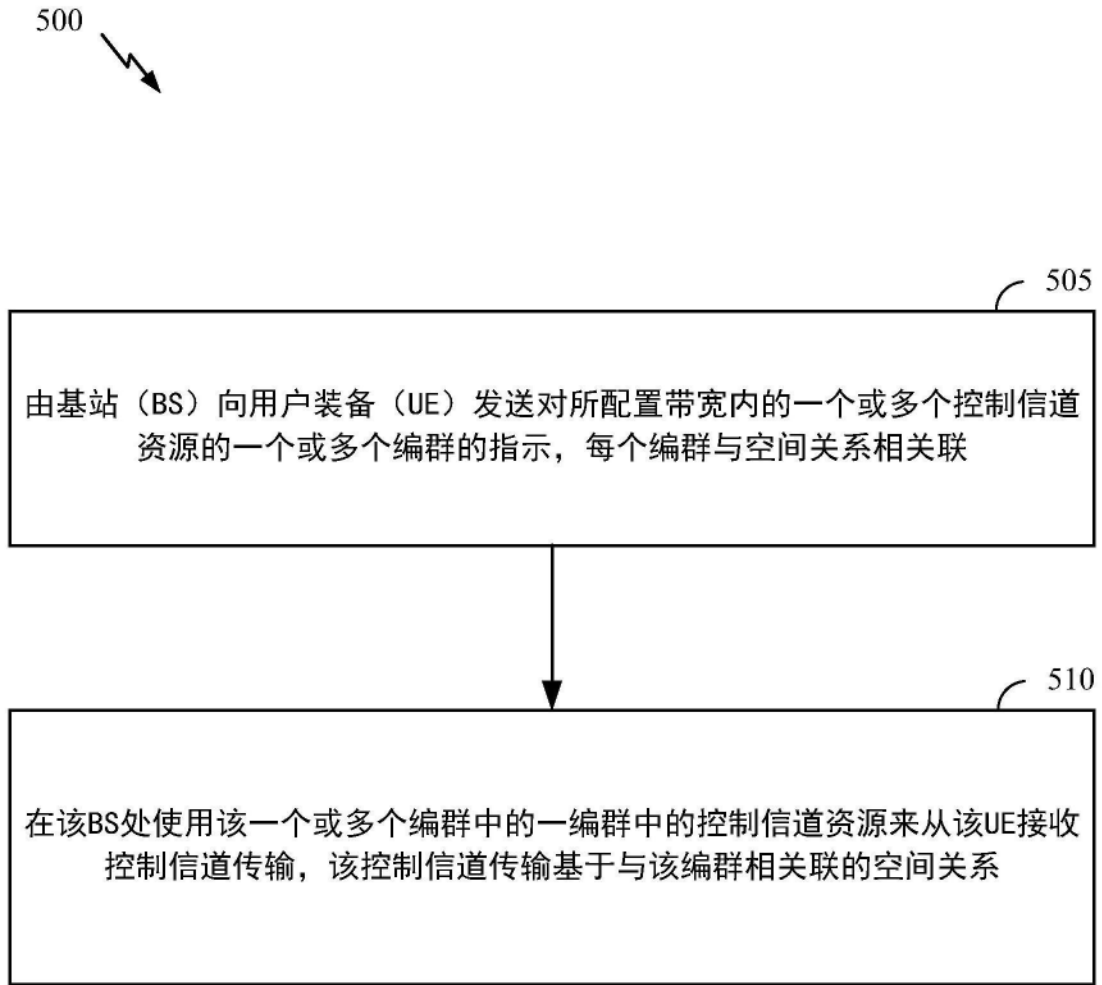 500
505
由基站（BS）向用户装备（UE）发送对所配置带宽内的一个或多个控制信道
资源的一个或多个编群的指示，每个编群与空间关系相关联
510
在该BS处使用该一个或多个编群中的一编群中的控制信道资源来从该UE接收
控制信道传输，该控制信道传输基于与该编群相关联的空间关系